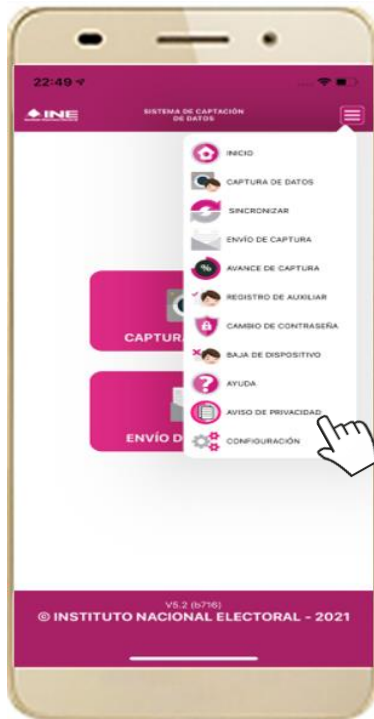 22:49
INE
SISTEMA DE CAPTACIÓN
DE DATOS
INICIO
CAPTURA DE DATOS
SINCRONIZAR
ENVÍO DE CAPTURA
%
AVANCE DE CAPTURA
REGISTRO DE AUXILIAR
CAMBIO DE CONTRASEÑA
BAJA DE DISPOSITIVO
?
AYUDA
AVISO DE PRIVACIDAD
CONFIGURACIÓN
CAPTURA
ENVÍO D
V5.2 (b716)
© INSTITUTO NACIONAL ELECTORAL - 2021